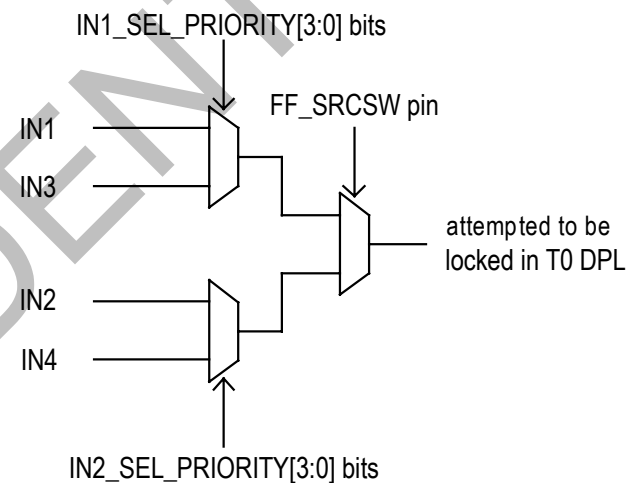 IN1_SEL_PRIORITY[3:0] bits
FF_SRCSW pin
IN1
IN3
attempted to be
locked in T0 DPL
IN2
IN4
IN2_SEL_PRIORITY[3:0] bits
DENT